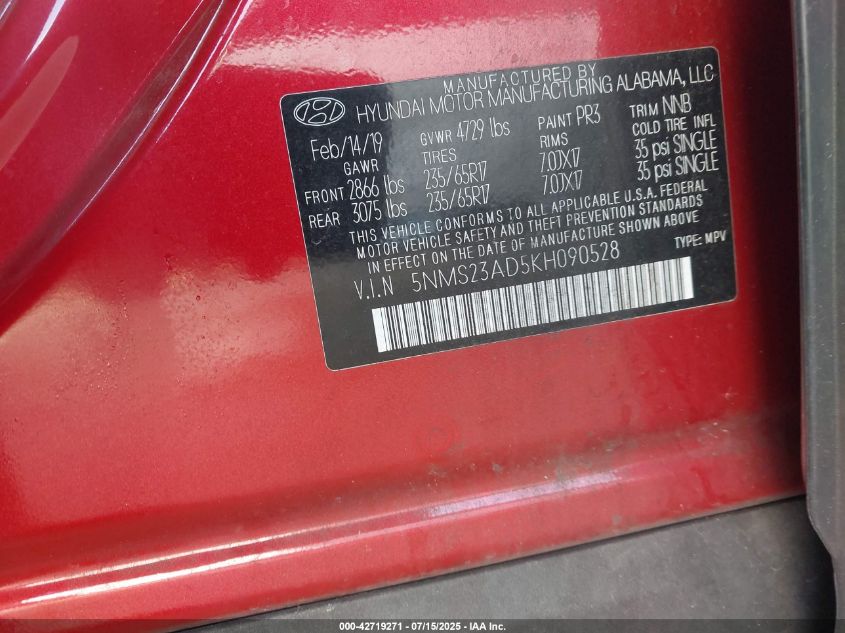 MANUFACTURED BY
HYUNDAI MOTOR MANUFACTURING ALABAMA, LLC
Feb/14/19 GVWR 4729 lbs PAINT PR3 TRIM NNB
GAWR TIRES RIMS COLD TIRE INFL
FRONT 2866 lbs 235/65R17 7.0JX17 35 psi SINGLE
REAR 3075 lbs 235/65R17 7.0JX17 35 psi SINGLE
THIS VEHICLE CONFORMS TO ALL APPLICABLE U.S.A. FEDERAL
MOTOR VEHICLE SAFETY AND THEFT PREVENTION STANDARDS
IN EFFECT ON THE DATE OF MANUFACTURE SHOWN ABOVE
V.I.N 5NMS23AD5KH090528 TYPE: MPV
000-42719271 - 07/15/2025 - IAA Inc.